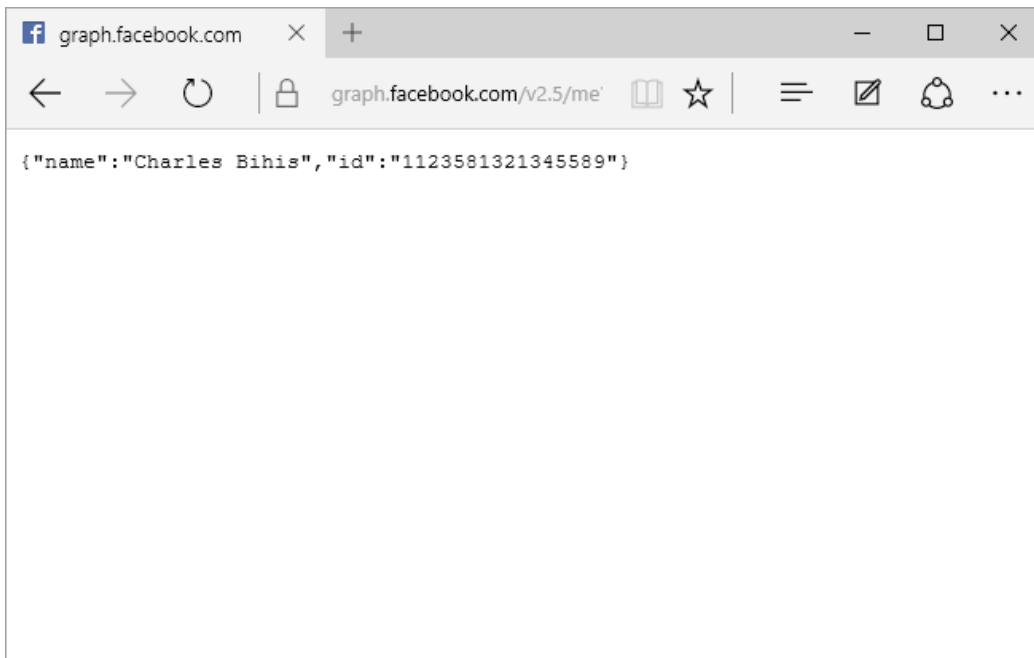 graph.facebook.com
graph.facebook.com/v2.5/me
{"name":"Charles Bihis","id":"1123581321345589"}